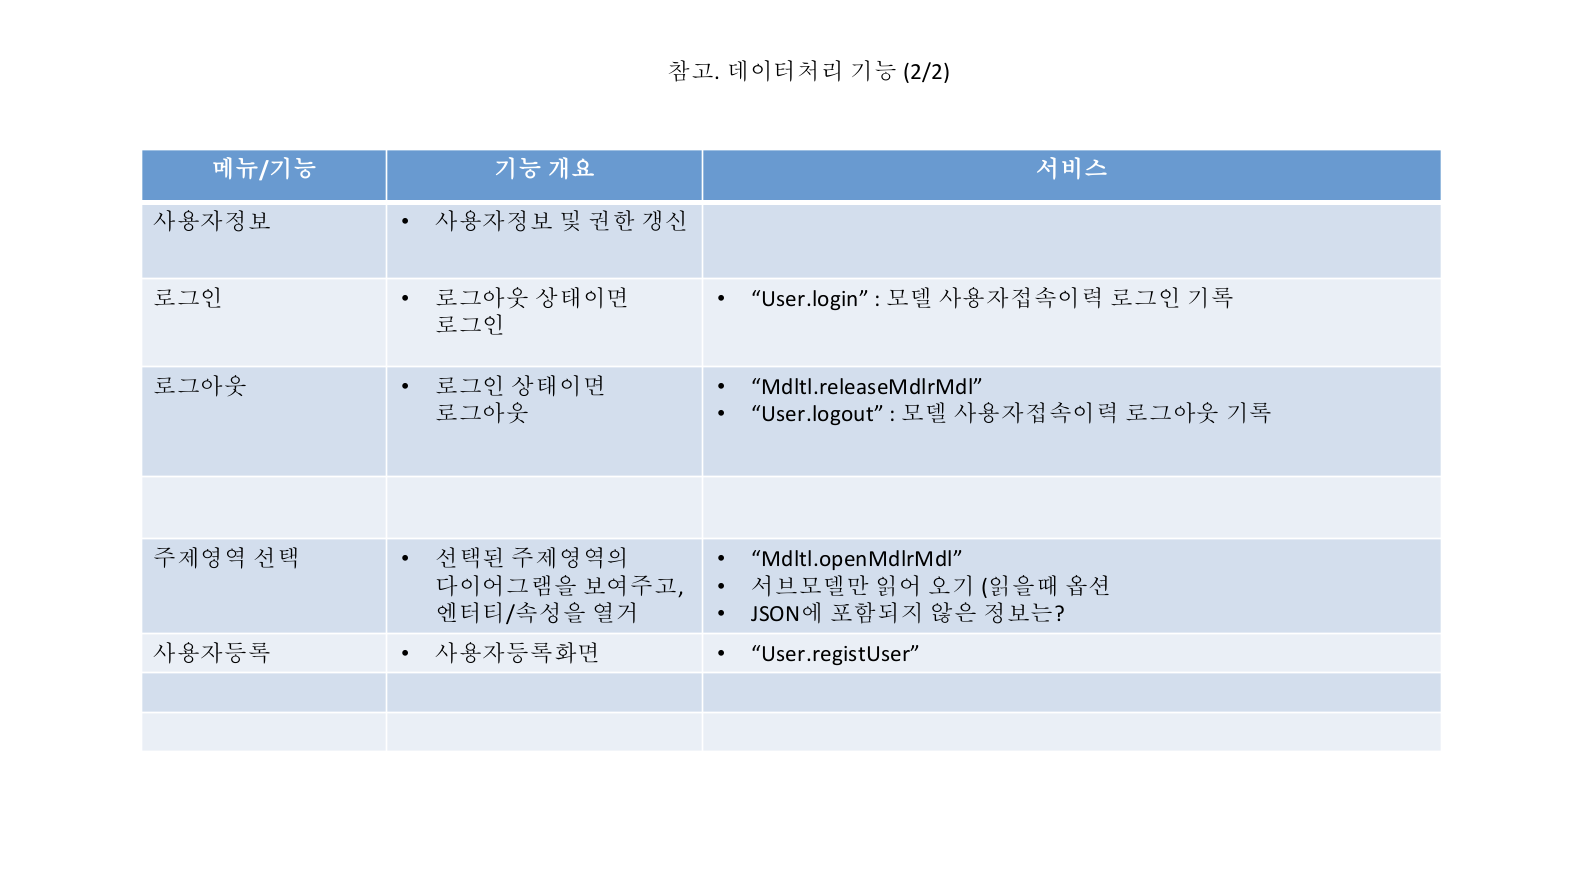 참고. 데이터처리 기능 (2/2)
메뉴/기능
기능 개요
서비스
사용자정보
• 사용자정보 및 권한 갱신
로그인
• 로그아웃 상태이면
로그인
• “User.login” : 모델 사용자접속이력 로그인 기록
로그아웃
• 로그인 상태이면
로그아웃
• “Mdltl.releaseMdlrMdl”
• “User.logout” : 모델 사용자접속이력 로그아웃 기록
주제영역 선택
• 선택된 주제영역의
다이어그램을 보여주고,
엔터티/속성을 열거
• “Mdltl.openMdlrMdl”
• 서브모델만 읽어 오기 (읽을때 옵션
• JSON에 포함되지 않은 정보는?
사용자등록
• 사용자등록화면
• “User.registUser”